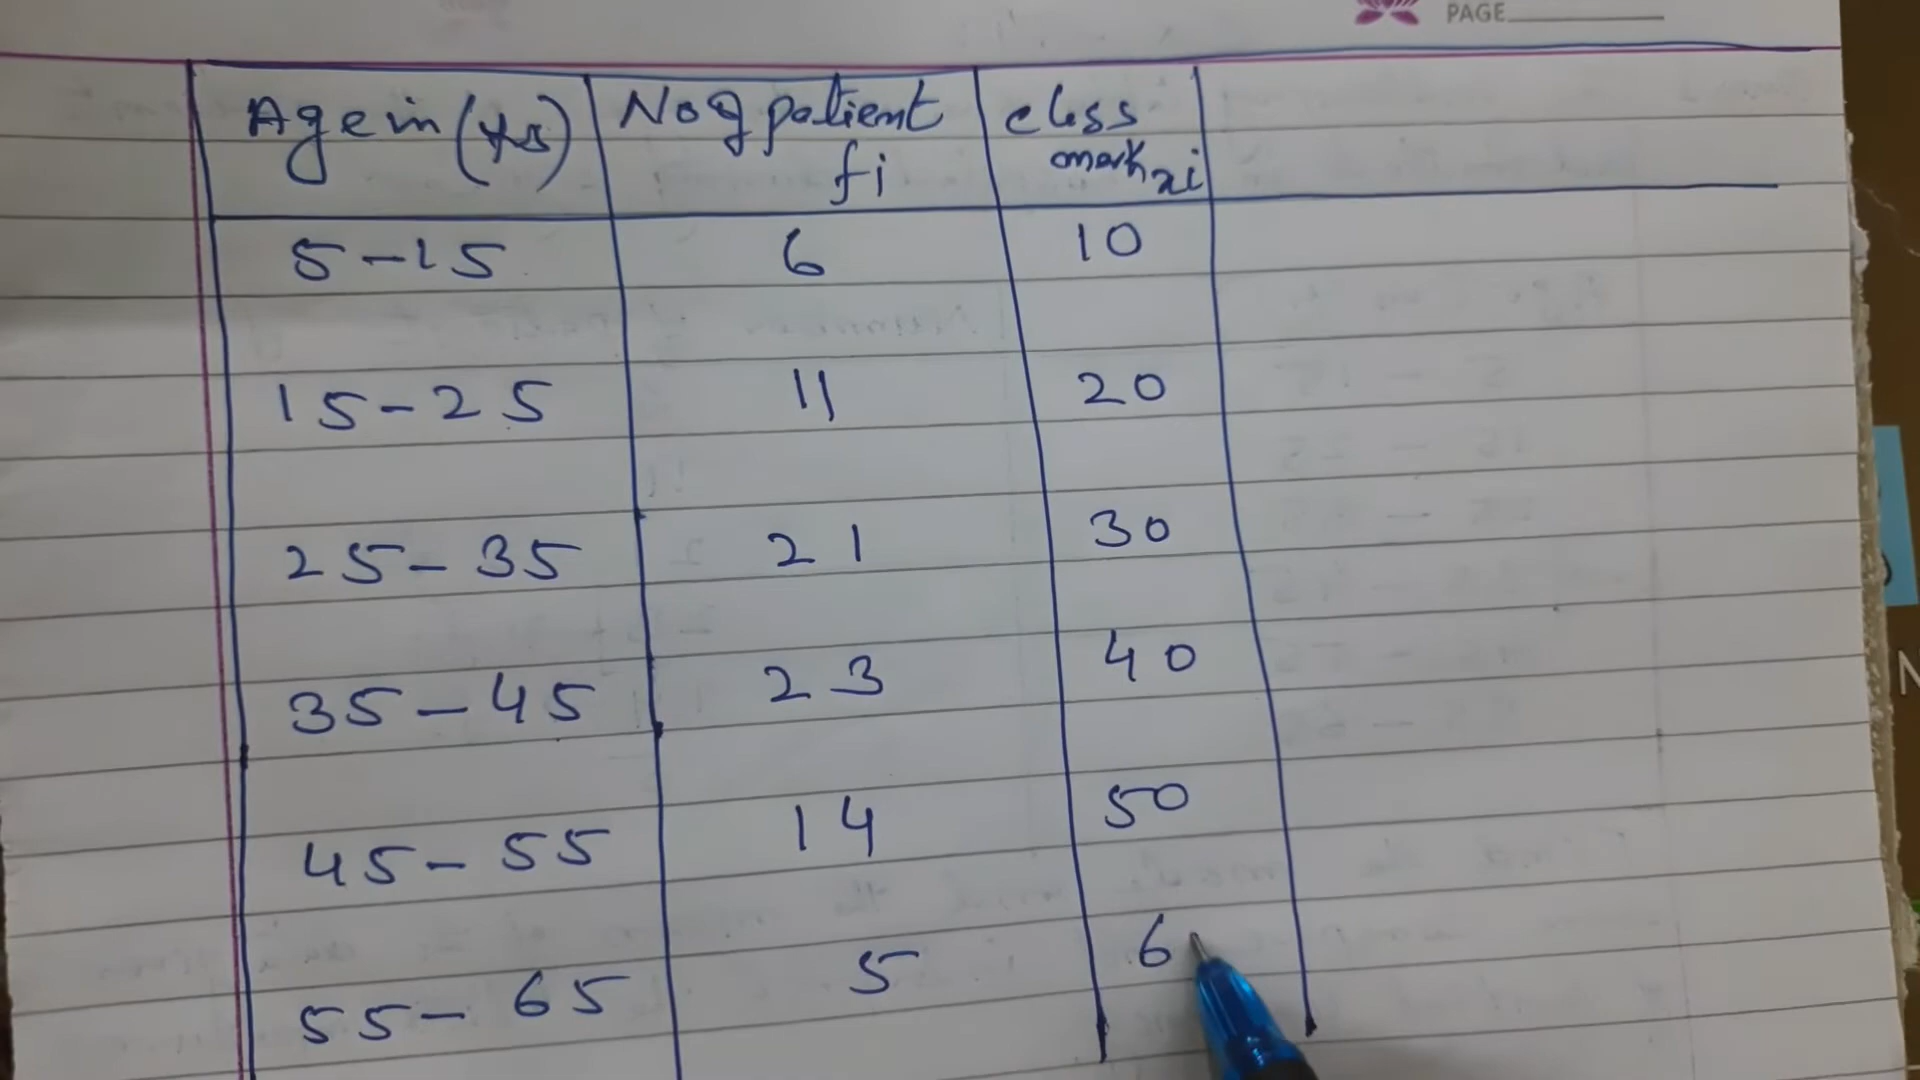 PAGE
Age in (yrs) No of patient class
fi mark xi
5-15 6 10
15-25 11 20
25-35 21 30
35-45 23 40
45-55 14 50
55-65 5 6